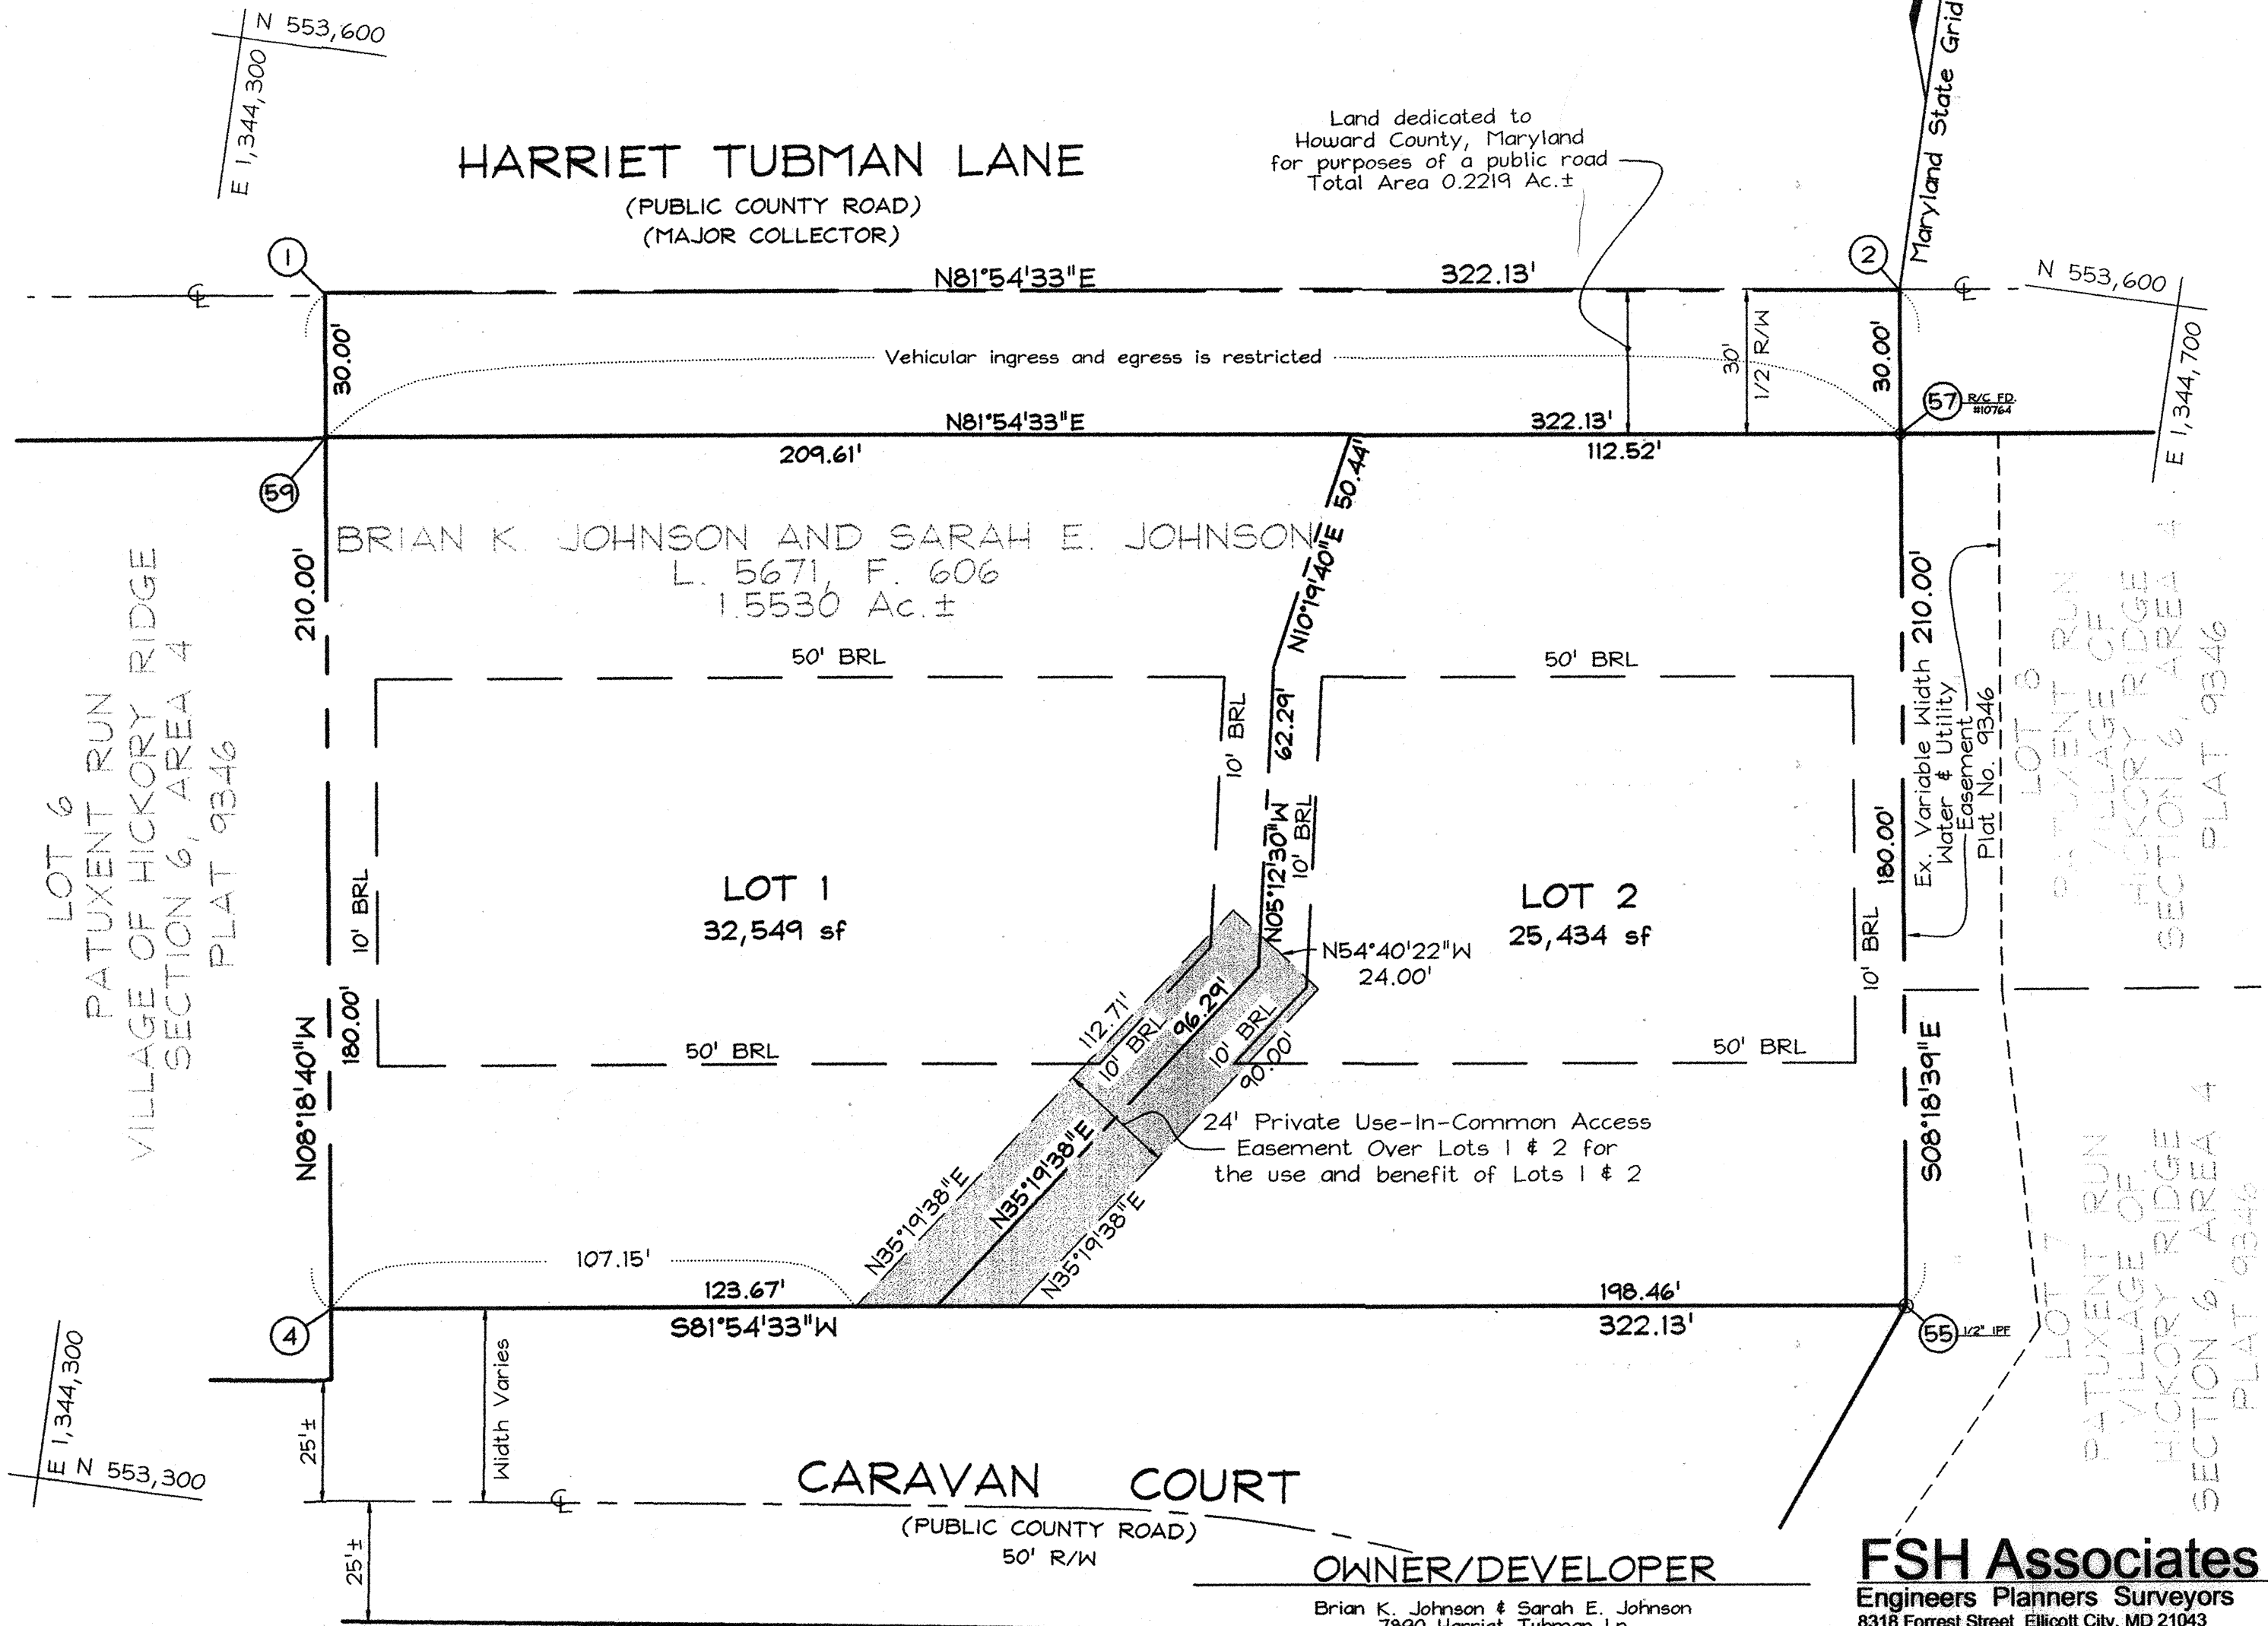 N 553,600
E 1,344,300
HARRIET TUBMAN LANE
(PUBLIC COUNTY ROAD)
(MAJOR COLLECTOR)
Land dedicated to
Howard County, Maryland
for purposes of a public road
Total Area 0.2219 Ac.±
Maryland State Grid
1
2
N81°54'33"E
322.13'
N 553,600
E 1,344,700
℄
℄
30.00'
Vehicular ingress and egress is restricted
30'
1/2 R/W
30.00'
57
R/C FD.
#10764
N81°54'33"E
322.13'
209.61'
112.52'
59
BRIAN K. JOHNSON AND SARAH E. JOHNSON
L. 5671, F. 606
1.5530 Ac.±
N10°19'40"E 50.44'
210.00'
210.00'
50' BRL
50' BRL
10' BRL
62.29'
N05°12'30"W
10' BRL
LOT 6
PATUXENT RUN
VILLAGE OF HICKORY RIDGE
SECTION 6, AREA 4
PLAT 9346
Ex. Variable Width
Water & Utility
Easement
Plat No. 9346
LOT 8
PATUXENT RUN
VILLAGE OF
HICKORY RIDGE
SECTION 6, AREA 4
PLAT 9346
LOT 1
32,549 sf
LOT 2
25,434 sf
10' BRL
180.00'
180.00'
10' BRL
N54°40'22"W
24.00'
N08°18'40"W
S08°18'39"E
112.71'
10' BRL
96.29'
10' BRL
90.00'
50' BRL
50' BRL
24' Private Use-In-Common Access
Easement Over Lots 1 & 2 for
the use and benefit of Lots 1 & 2
N35°19'38"E
N35°19'38"E
N35°19'38"E
107.15'
123.67'
198.46'
S81°54'33"W
322.13'
4
55
1/2" IPF
LOT 7
PATUXENT RUN
VILLAGE OF
HICKORY RIDGE
SECTION 6, AREA 4
PLAT 9346
E 1,344,300
E N 553,300
25'±
Width Varies
CARAVAN COURT
℄
(PUBLIC COUNTY ROAD)
50' R/W
25'±
OWNER/DEVELOPER
Brian K. Johnson & Sarah E. Johnson
7890 Harriet Tubman Ln.
FSH Associates
Engineers Planners Surveyors
8318 Forrest Street Ellicott City, MD 21043